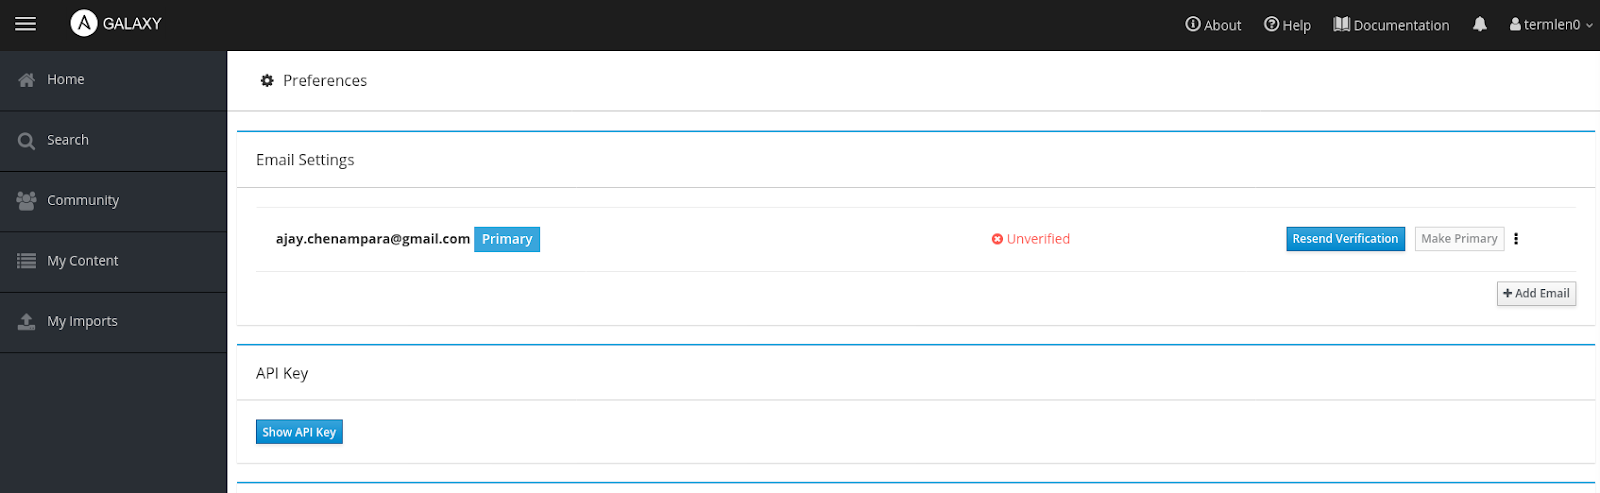 GALAXY
About Help Documentation termlen0
Home
Search
Community
My Content
My Imports
Preferences
Email Settings
ajay.chenampara@gmail.com Primary Unverified Resend Verification Make Primary
Add Email
API Key
Show API Key